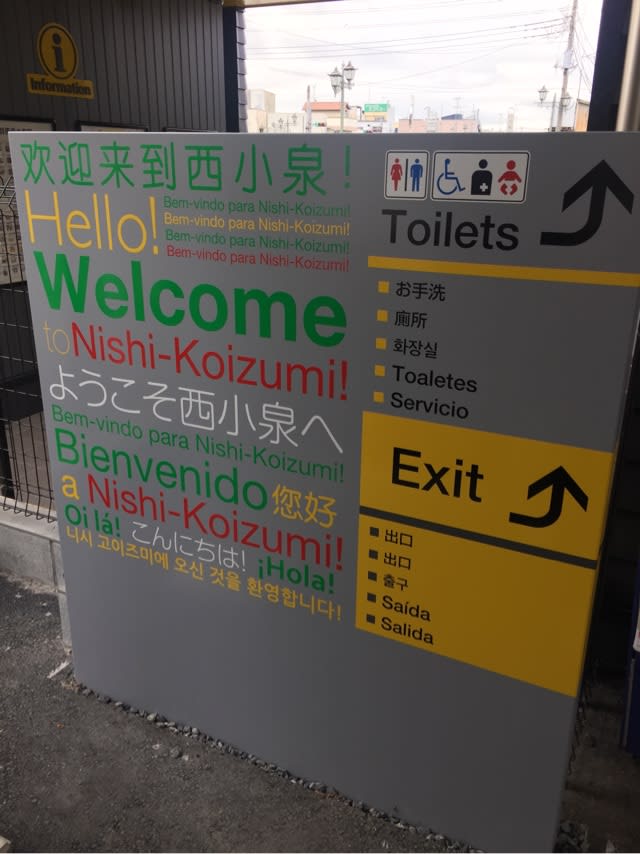 i
Information
欢迎来到西小泉!
Hello!
Bem-vindo para Nishi-Koizumi!
Bem-vindo para Nishi-Koizumi!
Bem-vindo para Nishi-Koizumi!
Bem-vindo para Nishi-Koizumi!
Welcome
to Nishi-Koizumi!
ようこそ西小泉へ
Bem-vindo para Nishi-Koizumi!
Bienvenido 您好
a Nishi-Koizumi!
Oi lá! こんにちは! ¡Hola!
니시 고이즈미에 오신 것을 환영합니다!
Toilets
お手洗
廁所
화장실
Toaletes
Servicio
Exit
出口
出口
출구
Saída
Salida